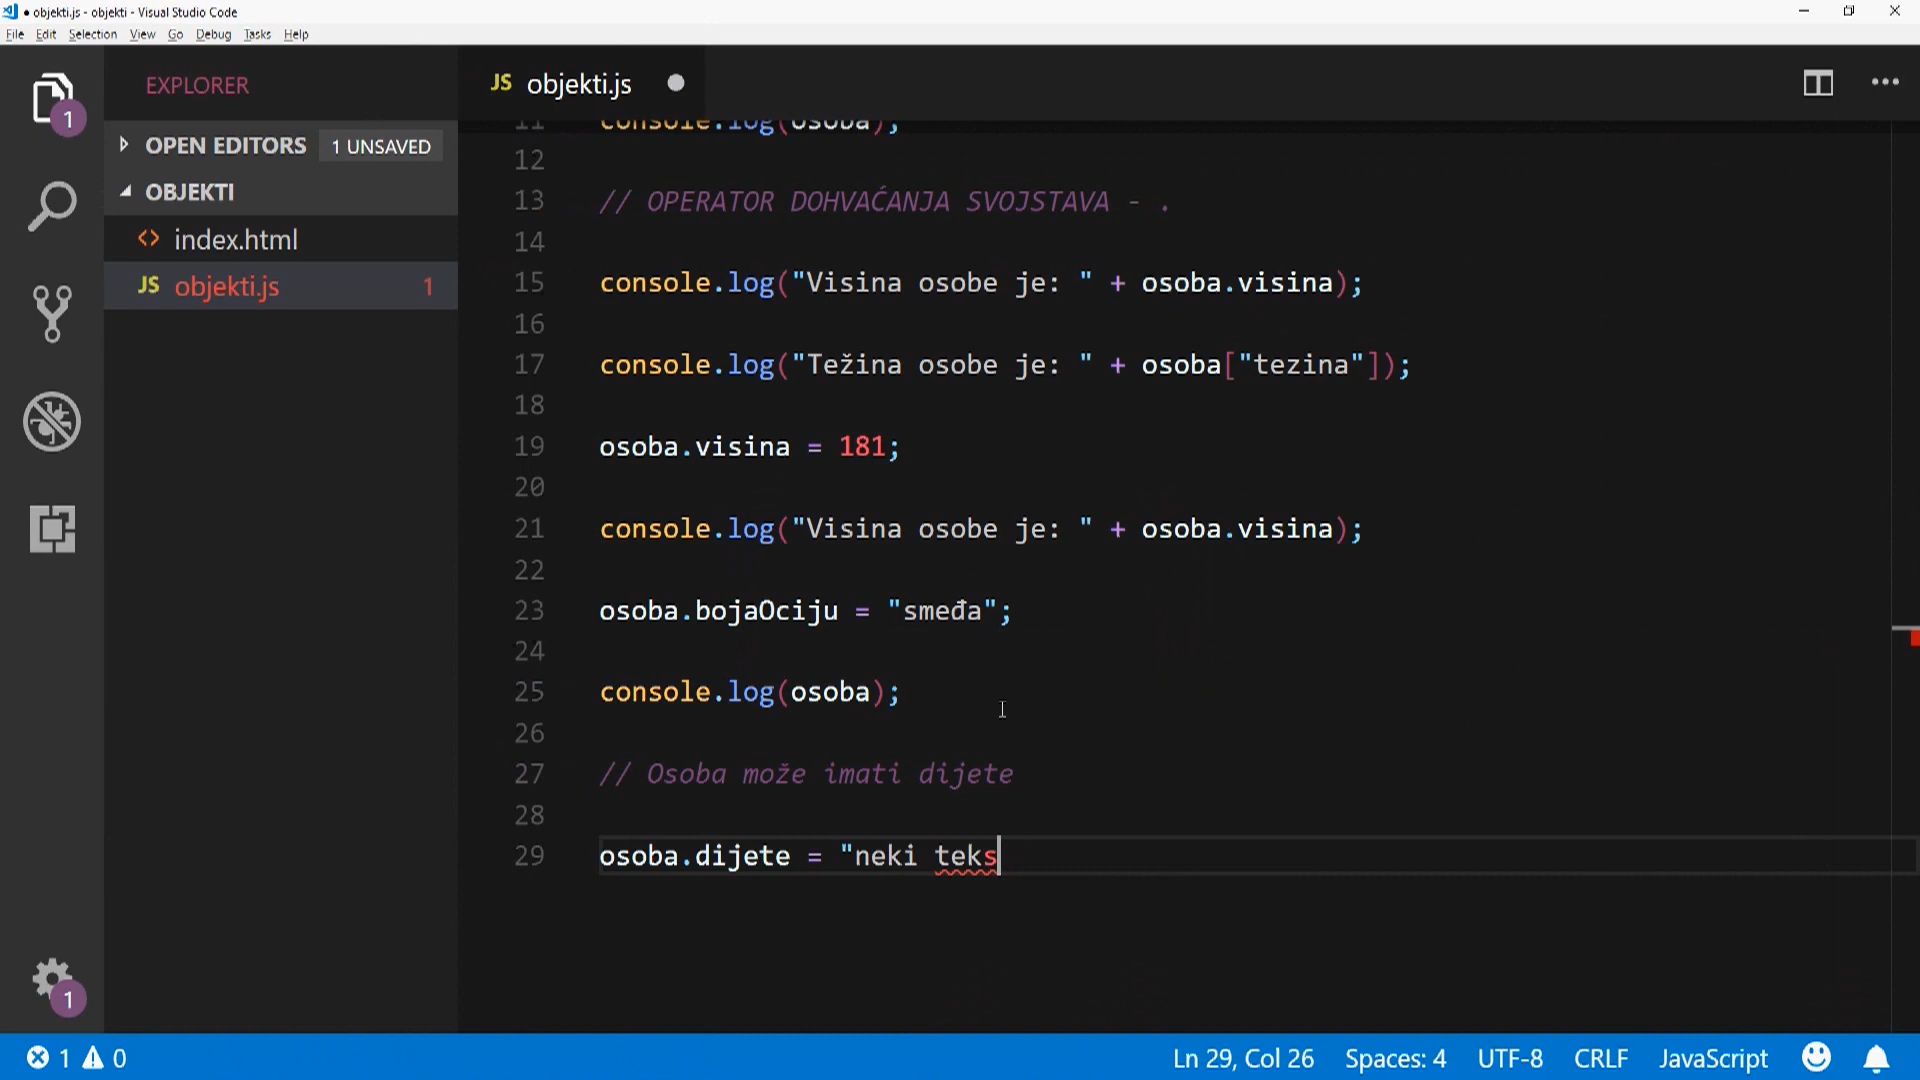 objekti.js - objekti - Visual Studio Code
File Edit Selection View Go Debug Tasks Help
EXPLORER
JS objekti.js
OPEN EDITORS 1 UNSAVED
OBJEKTI
<> index.html
JS objekti.js 1
1
1
11 console.log(osoba);
12
13 // OPERATOR DOHVAĆANJA SVOJSTAVA - .
14
15 console.log("Visina osobe je: " + osoba.visina);
16
17 console.log("Težina osobe je: " + osoba["tezina"]);
18
19 osoba.visina = 181;
20
21 console.log("Visina osobe je: " + osoba.visina);
22
23 osoba.bojaOciju = "smeđa";
24
25 console.log(osoba);
26
27 // Osoba može imati dijete
28
29 osoba.dijete = "neki teks
1 0 Ln 29, Col 26 Spaces: 4 UTF-8 CRLF JavaScript